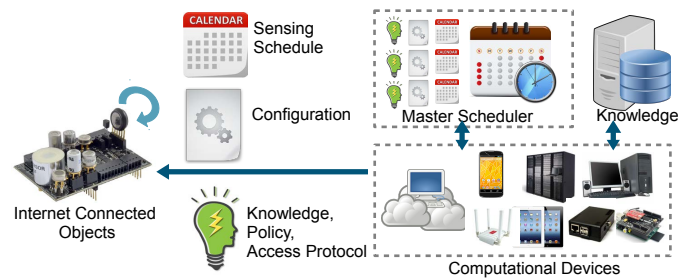 CALENDAR
Sensing
Schedule
Configuration
Internet Connected
Objects
Knowledge,
Policy,
Access Protocol
Master Scheduler
Knowledge
Computational Devices